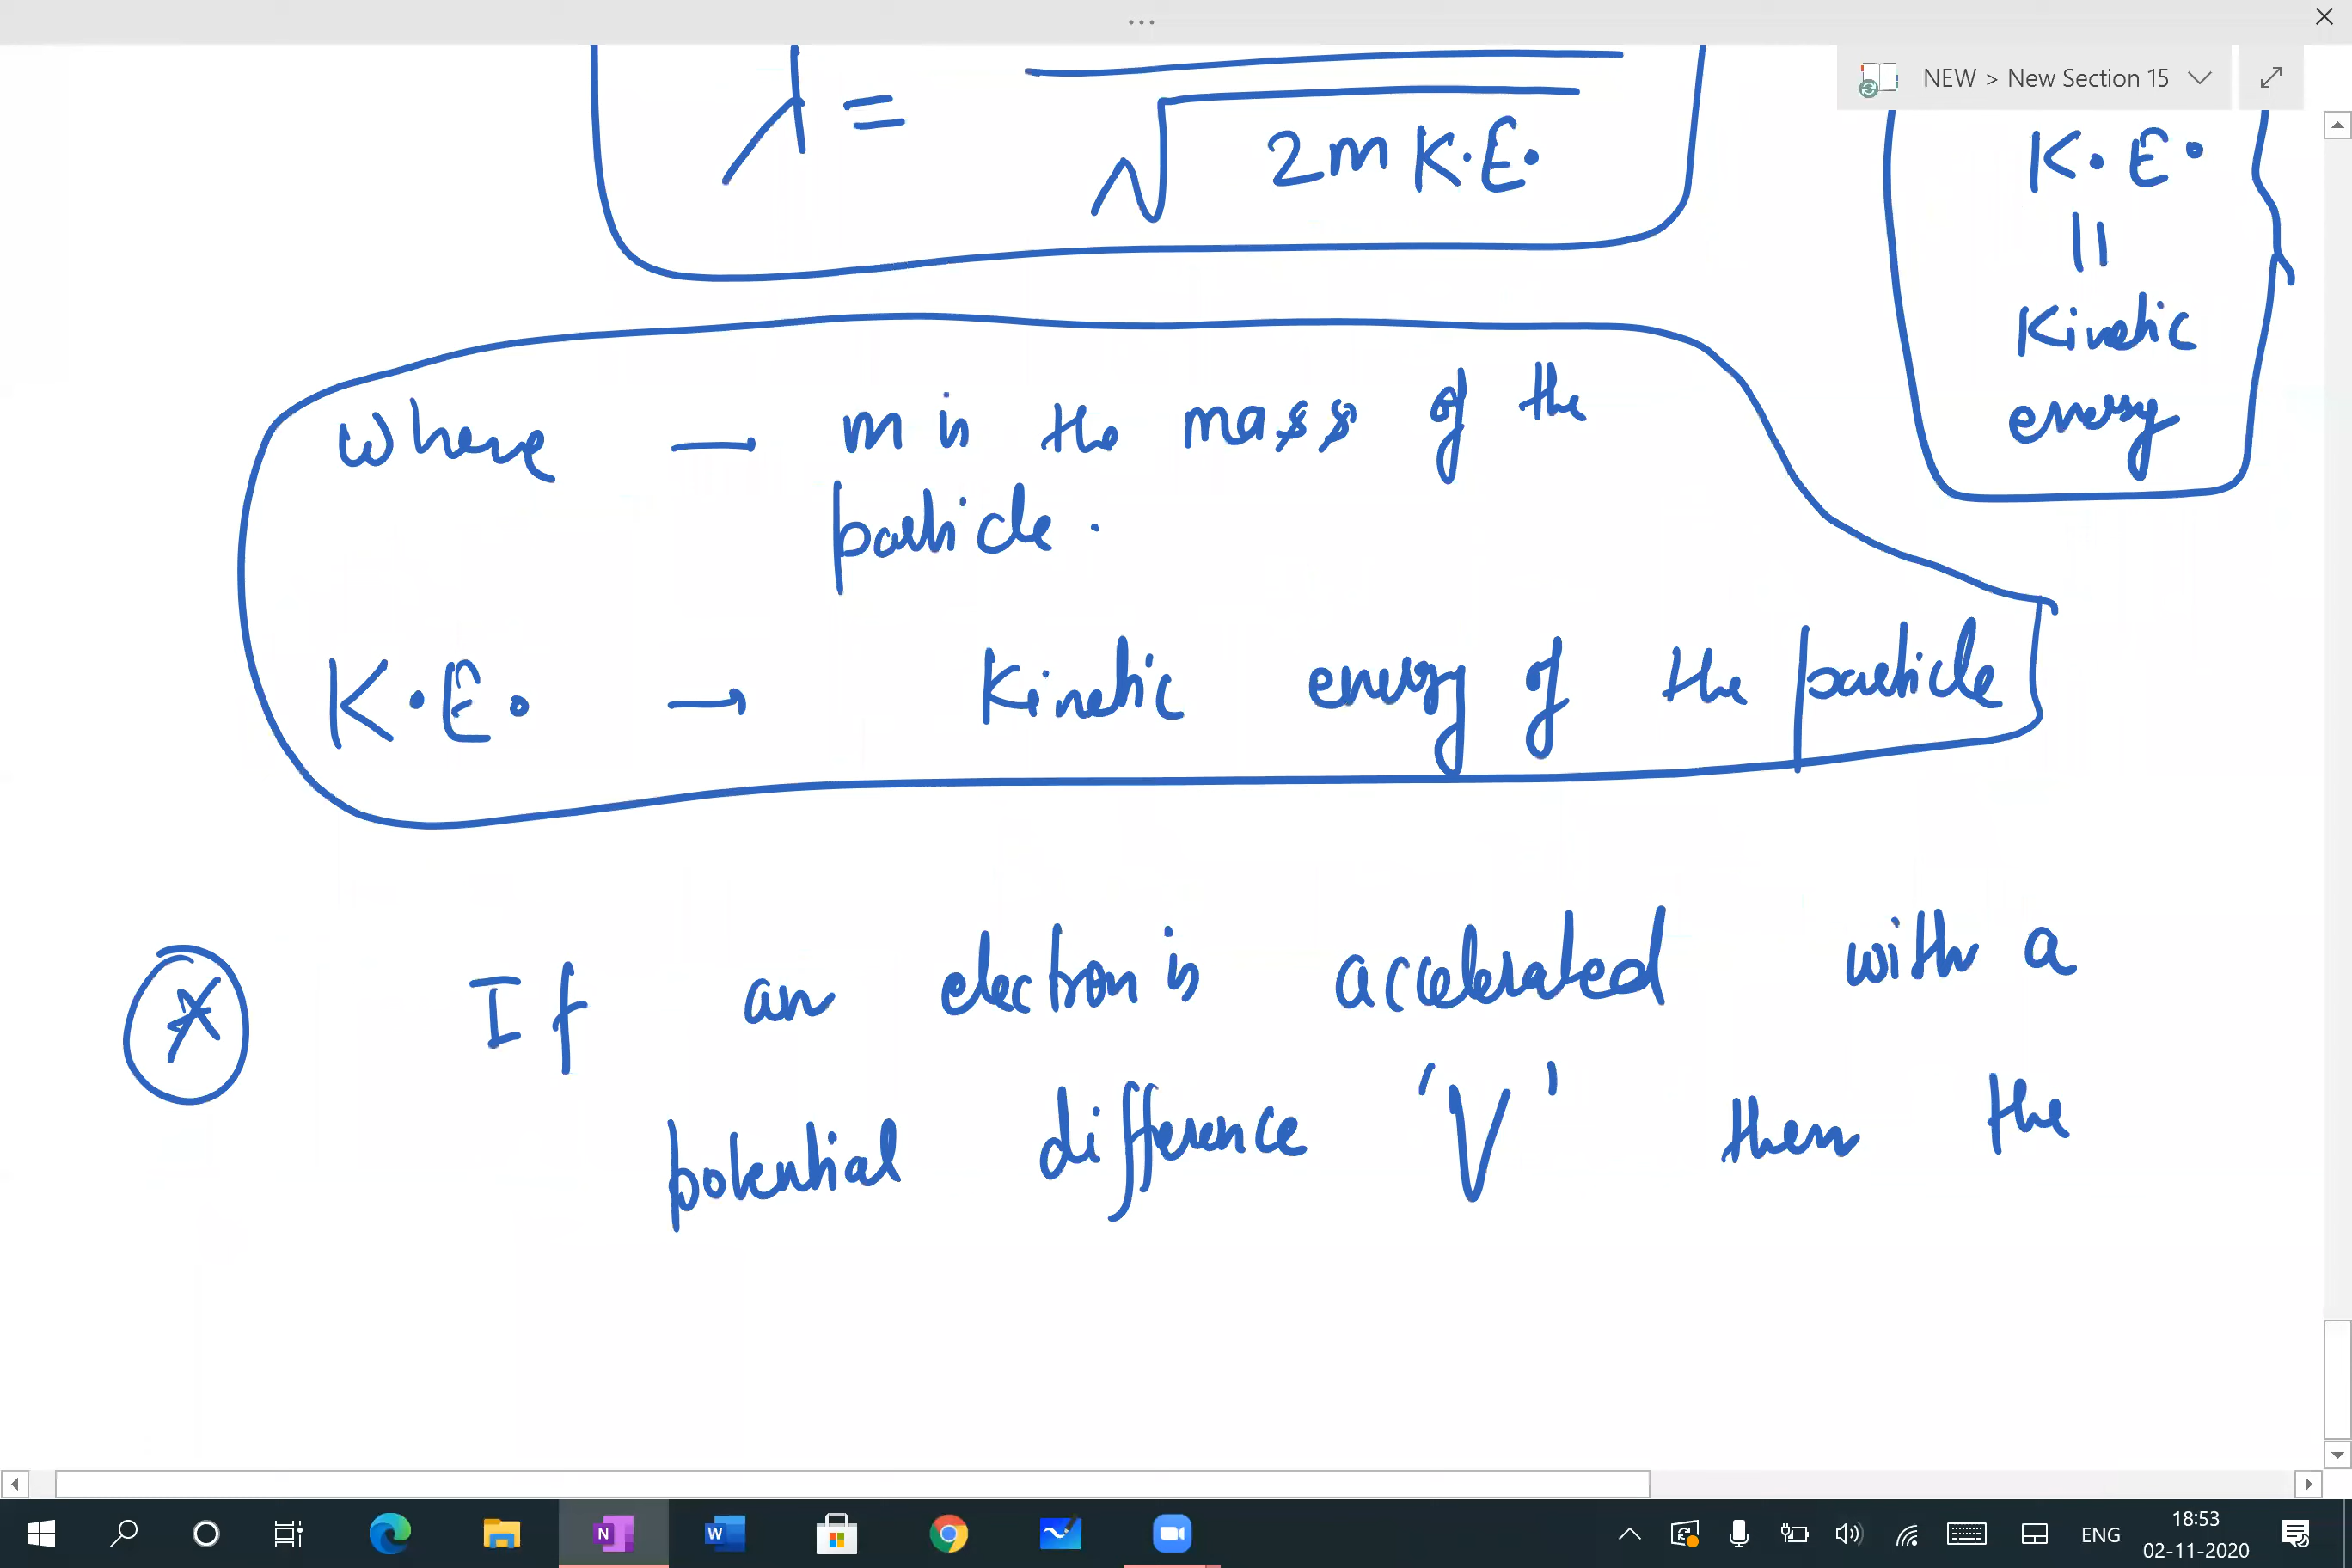 ...
NEW > New Section 15
λ =
√2m K.E.
K.E.
||
Kinetic
energy
Where — m is the mass of the
particle.
K.E. → Kinetic energy of the particle
* If an electron is accelerated with a
potential difference 'V' then the
N
W
ENG
18:53
02-11-2020